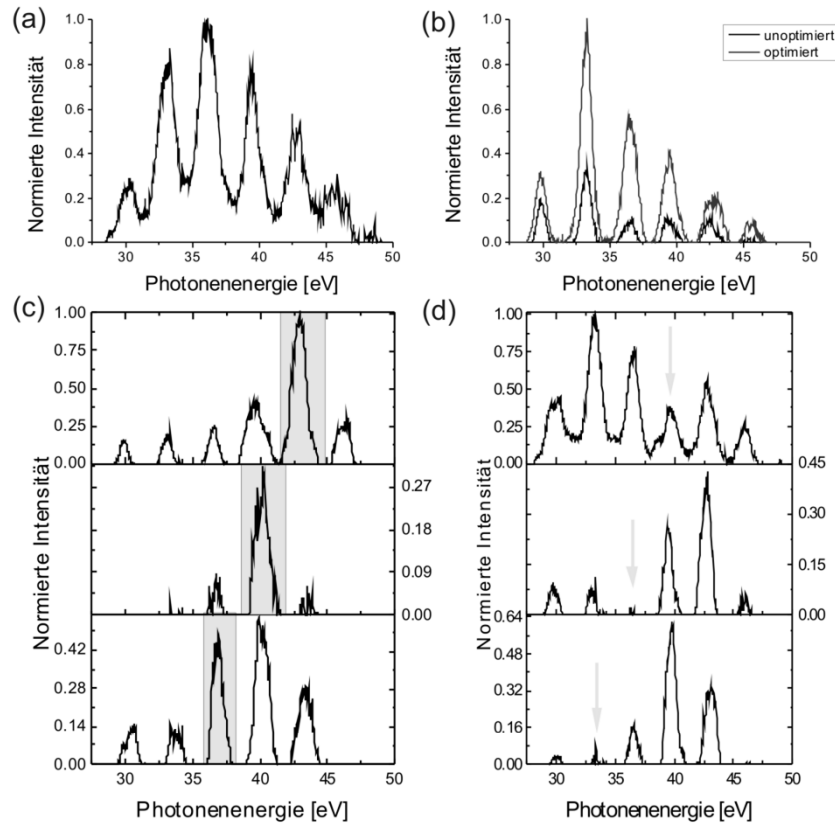 (a)
1.0
0.8
0.6
0.4
0.2
0.0
Normierte Intensität
30 35 40 45 50
Photonenenergie [eV]
(b)
unoptimiert
optimiert
1.0
0.8
0.6
0.4
0.2
0.0
Normierte Intensität
30 35 40 45 50
Photonenenergie [eV]
(c)
1.00
0.75
0.50
0.25
0.00
0.27
0.18
0.09
0.00
0.42
0.28
0.14
0.00
Normierte Intensität
30 35 40 45 50
Photonenenergie [eV]
(d)
1.00
0.75
0.50
0.25
0.00
0.45
0.30
0.15
0.00
0.64
0.48
0.32
0.16
0.00
Normierte Intensität
30 35 40 45 50
Photonenenergie [eV]